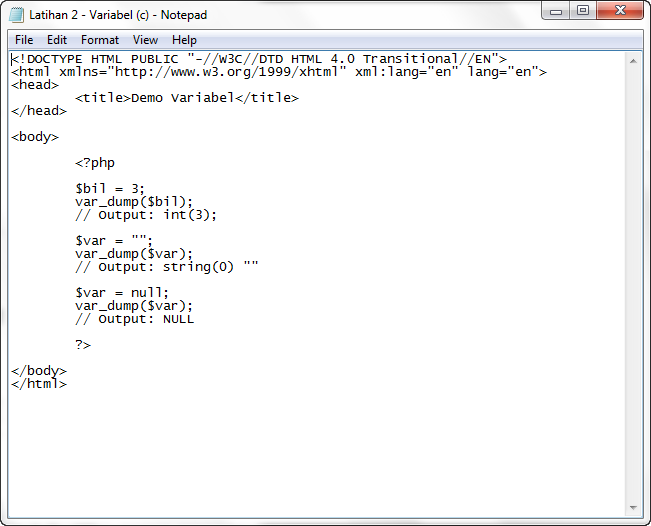 Latihan 2 - Variabel (c) - Notepad
File Edit Format View Help
<!DOCTYPE HTML PUBLIC "-//W3C//DTD HTML 4.0 Transitional//EN">
<html xmlns="http://www.w3.org/1999/xhtml" xml:lang="en" lang="en">
<head>
<title>Demo Variabel</title>
</head>
<body>
<?php
$bil = 3;
var_dump($bil);
// Output: int(3);
$var = "";
var_dump($var);
// Output: string(0) ""
$var = null;
var_dump($var);
// Output: NULL
?>
</body>
</html>